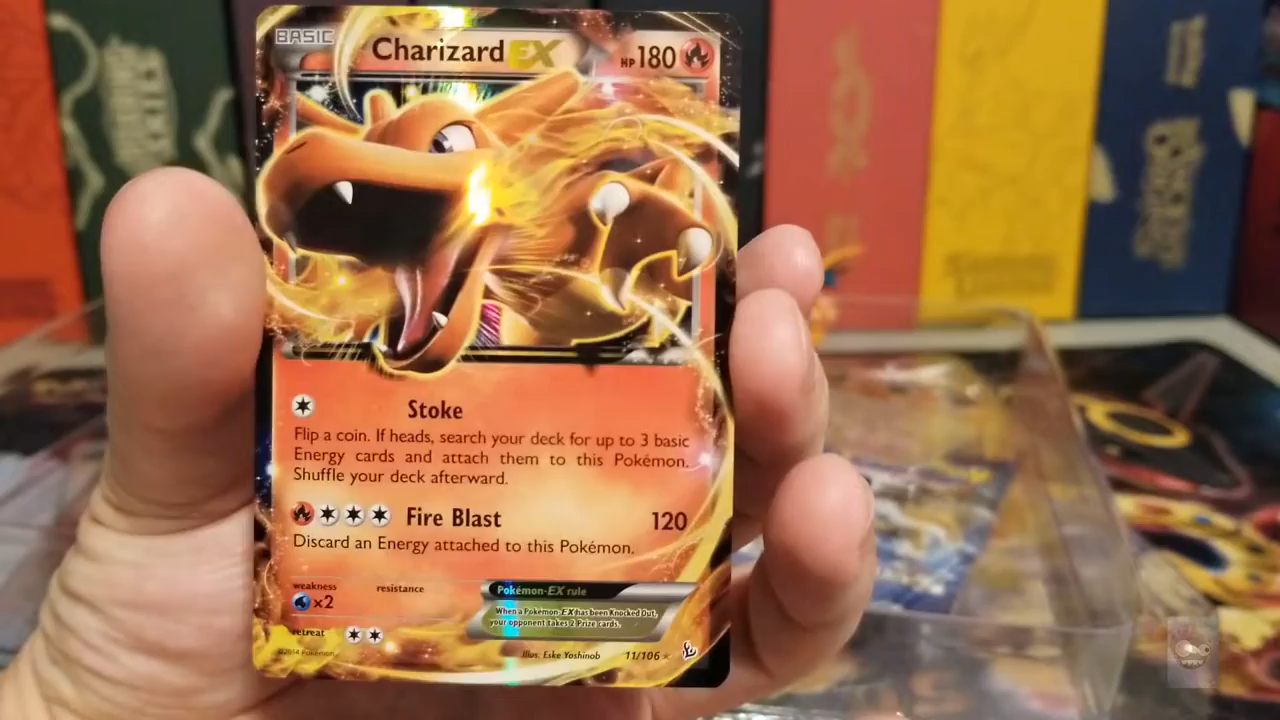 BASIC
Charizard EX
HP 180
Stoke
Flip a coin. If heads, search your deck for up to 3 basic
Energy cards and attach them to this Pokémon.
Shuffle your deck afterward.
Fire Blast 120
Discard an Energy attached to this Pokémon.
weakness
resistance
×2
Pokémon-EX rule
When a Pokémon-EX has been Knocked Out,
your opponent takes 2 Prize cards.
retreat
©2014 Pokémon
Illus. Eske Yoshinob
11/106